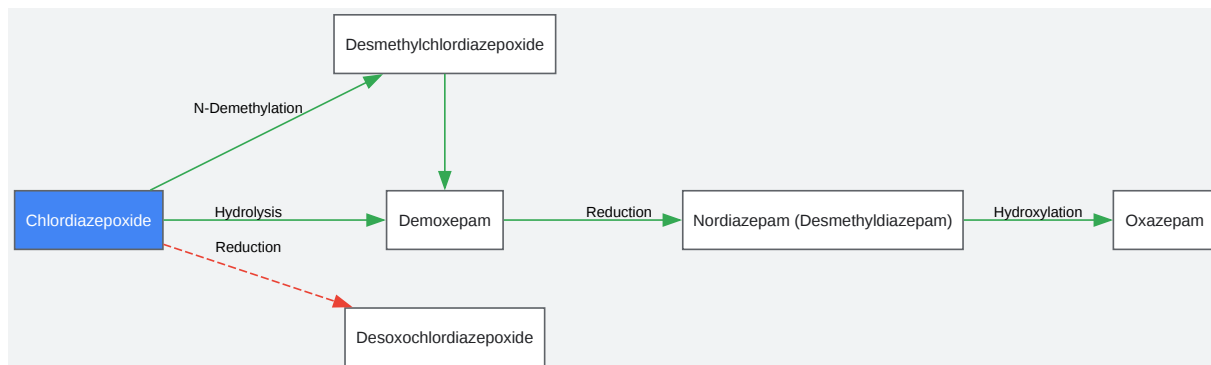 Desmethylchlordiazepoxide
N-Demethylation
Chlordiazepoxide
Hydrolysis
Demoxepam
Reduction
Nordiazepam (Desmethyldiazepam)
Hydroxylation
Oxazepam
Reduction
Desoxochlordiazepoxide